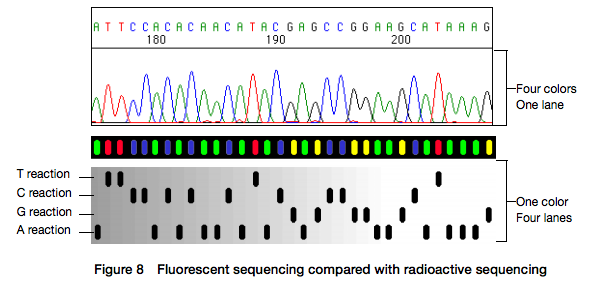 A T T C C A C A C A A C A T A C G A G C C G G A A G C A T A A A G
180 190 200
Four colors
One lane
T reaction
C reaction
G reaction
A reaction
One color
Four lanes
Figure 8 Fluorescent sequencing compared with radioactive sequencing